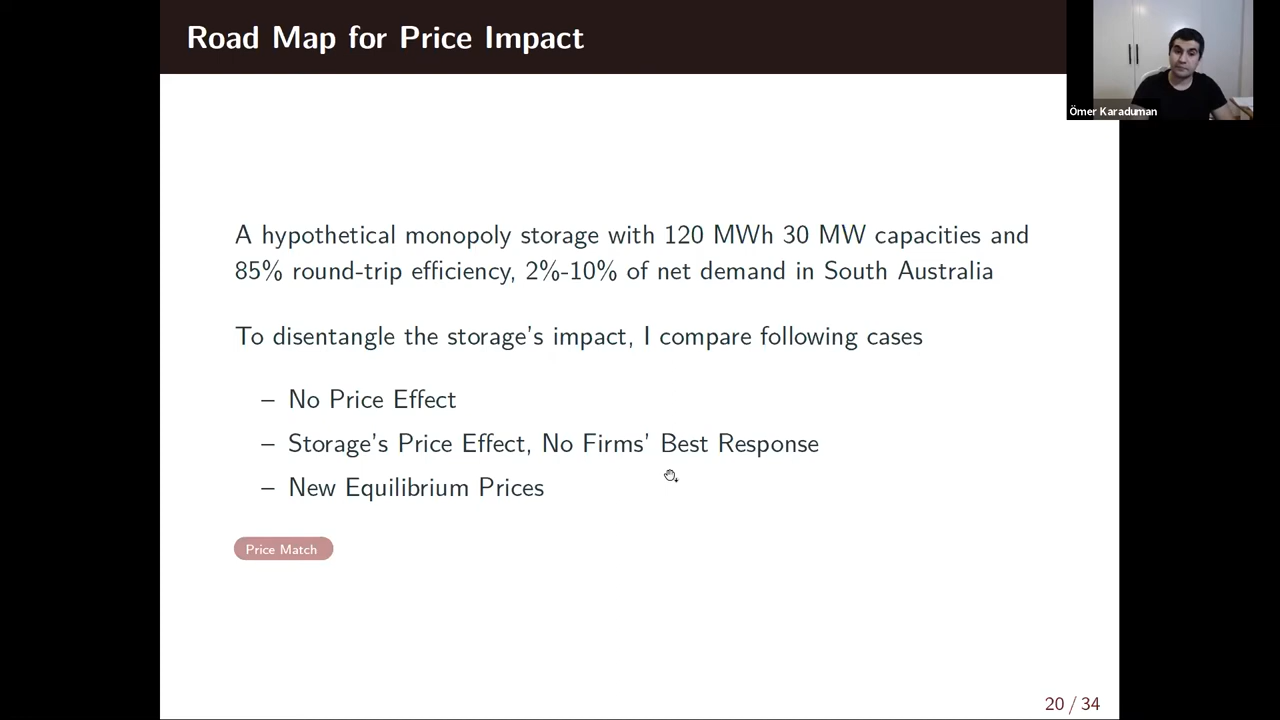 Road Map for Price Impact
Ömer Karaduman
A hypothetical monopoly storage with 120 MWh 30 MW capacities and
85% round-trip efficiency, 2%-10% of net demand in South Australia
To disentangle the storage's impact, I compare following cases
– No Price Effect
– Storage's Price Effect, No Firms' Best Response
– New Equilibrium Prices
Price Match
20 / 34